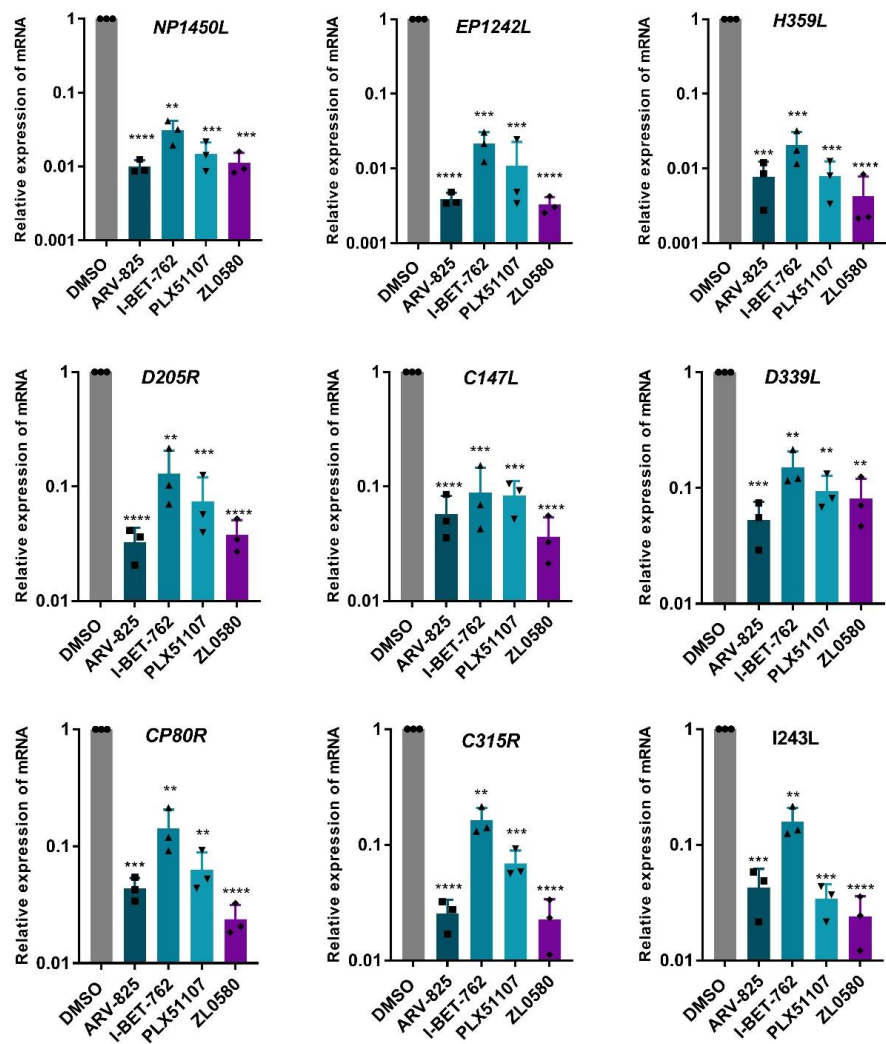 NP1450L
Relative expression of mRNA
1
0.1
0.01
0.001
**** ** *** ***
DMSO
ARV-825
I-BET-762
PLX51107
ZL0580
EP1242L
Relative expression of mRNA
1
0.1
0.01
0.001
**** *** *** ****
DMSO
ARV-825
I-BET-762
PLX51107
ZL0580
H359L
Relative expression of mRNA
1
0.1
0.01
0.001
*** *** *** ****
DMSO
ARV-825
I-BET-762
PLX51107
ZL0580
D205R
Relative expression of mRNA
1
0.1
0.01
**** ** *** ****
DMSO
ARV-825
I-BET-762
PLX51107
ZL0580
C147L
Relative expression of mRNA
1
0.1
0.01
**** *** *** ****
DMSO
ARV-825
I-BET-762
PLX51107
ZL0580
D339L
Relative expression of mRNA
1
0.1
0.01
*** ** ** **
DMSO
ARV-825
I-BET-762
PLX51107
ZL0580
CP80R
Relative expression of mRNA
1
0.1
0.01
*** ** ** ****
DMSO
ARV-825
I-BET-762
PLX51107
ZL0580
C315R
Relative expression of mRNA
1
0.1
0.01
**** ** *** ****
DMSO
ARV-825
I-BET-762
PLX51107
ZL0580
I243L
Relative expression of mRNA
1
0.1
0.01
*** ** *** ****
DMSO
ARV-825
I-BET-762
PLX51107
ZL0580